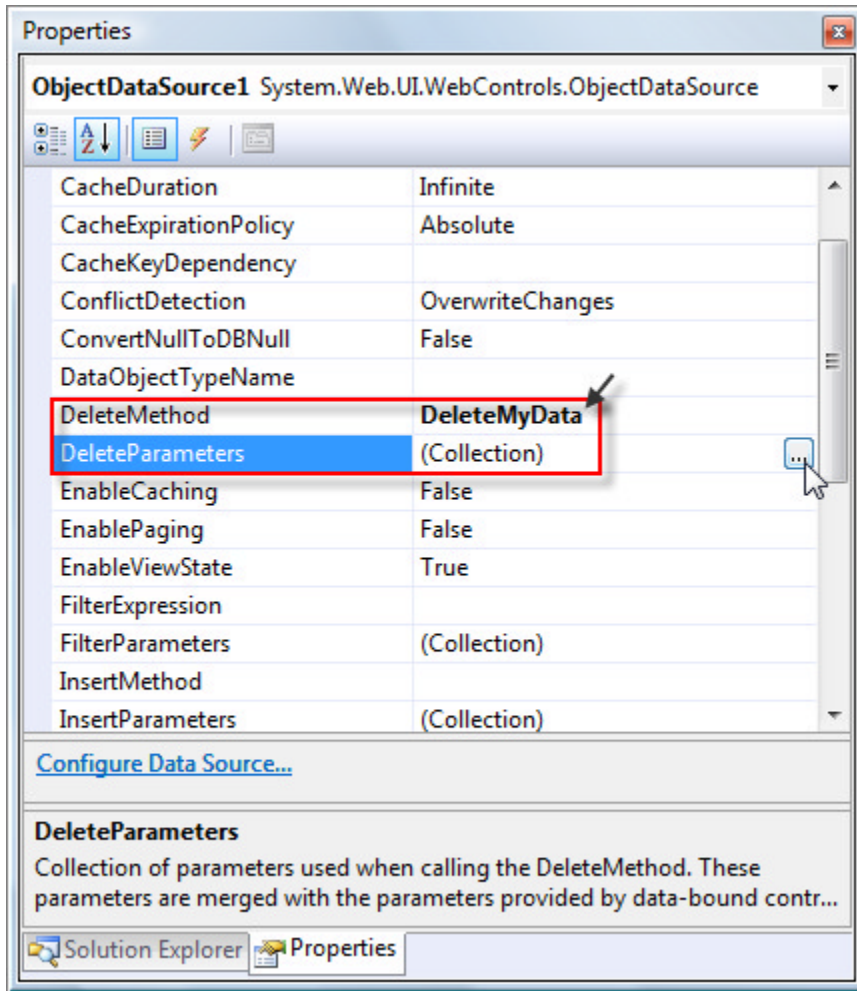 Properties
ObjectDataSource1 System.Web.UI.WebControls.ObjectDataSource
CacheDuration Infinite
CacheExpirationPolicy Absolute
CacheKeyDependency
ConflictDetection OverwriteChanges
ConvertNullToDBNull False
DataObjectTypeName
DeleteMethod DeleteMyData
DeleteParameters (Collection) ...
EnableCaching False
EnablePaging False
EnableViewState True
FilterExpression
FilterParameters (Collection)
InsertMethod
InsertParameters (Collection)
Configure Data Source...
DeleteParameters
Collection of parameters used when calling the DeleteMethod. These
parameters are merged with the parameters provided by data-bound contr...
Solution Explorer Properties